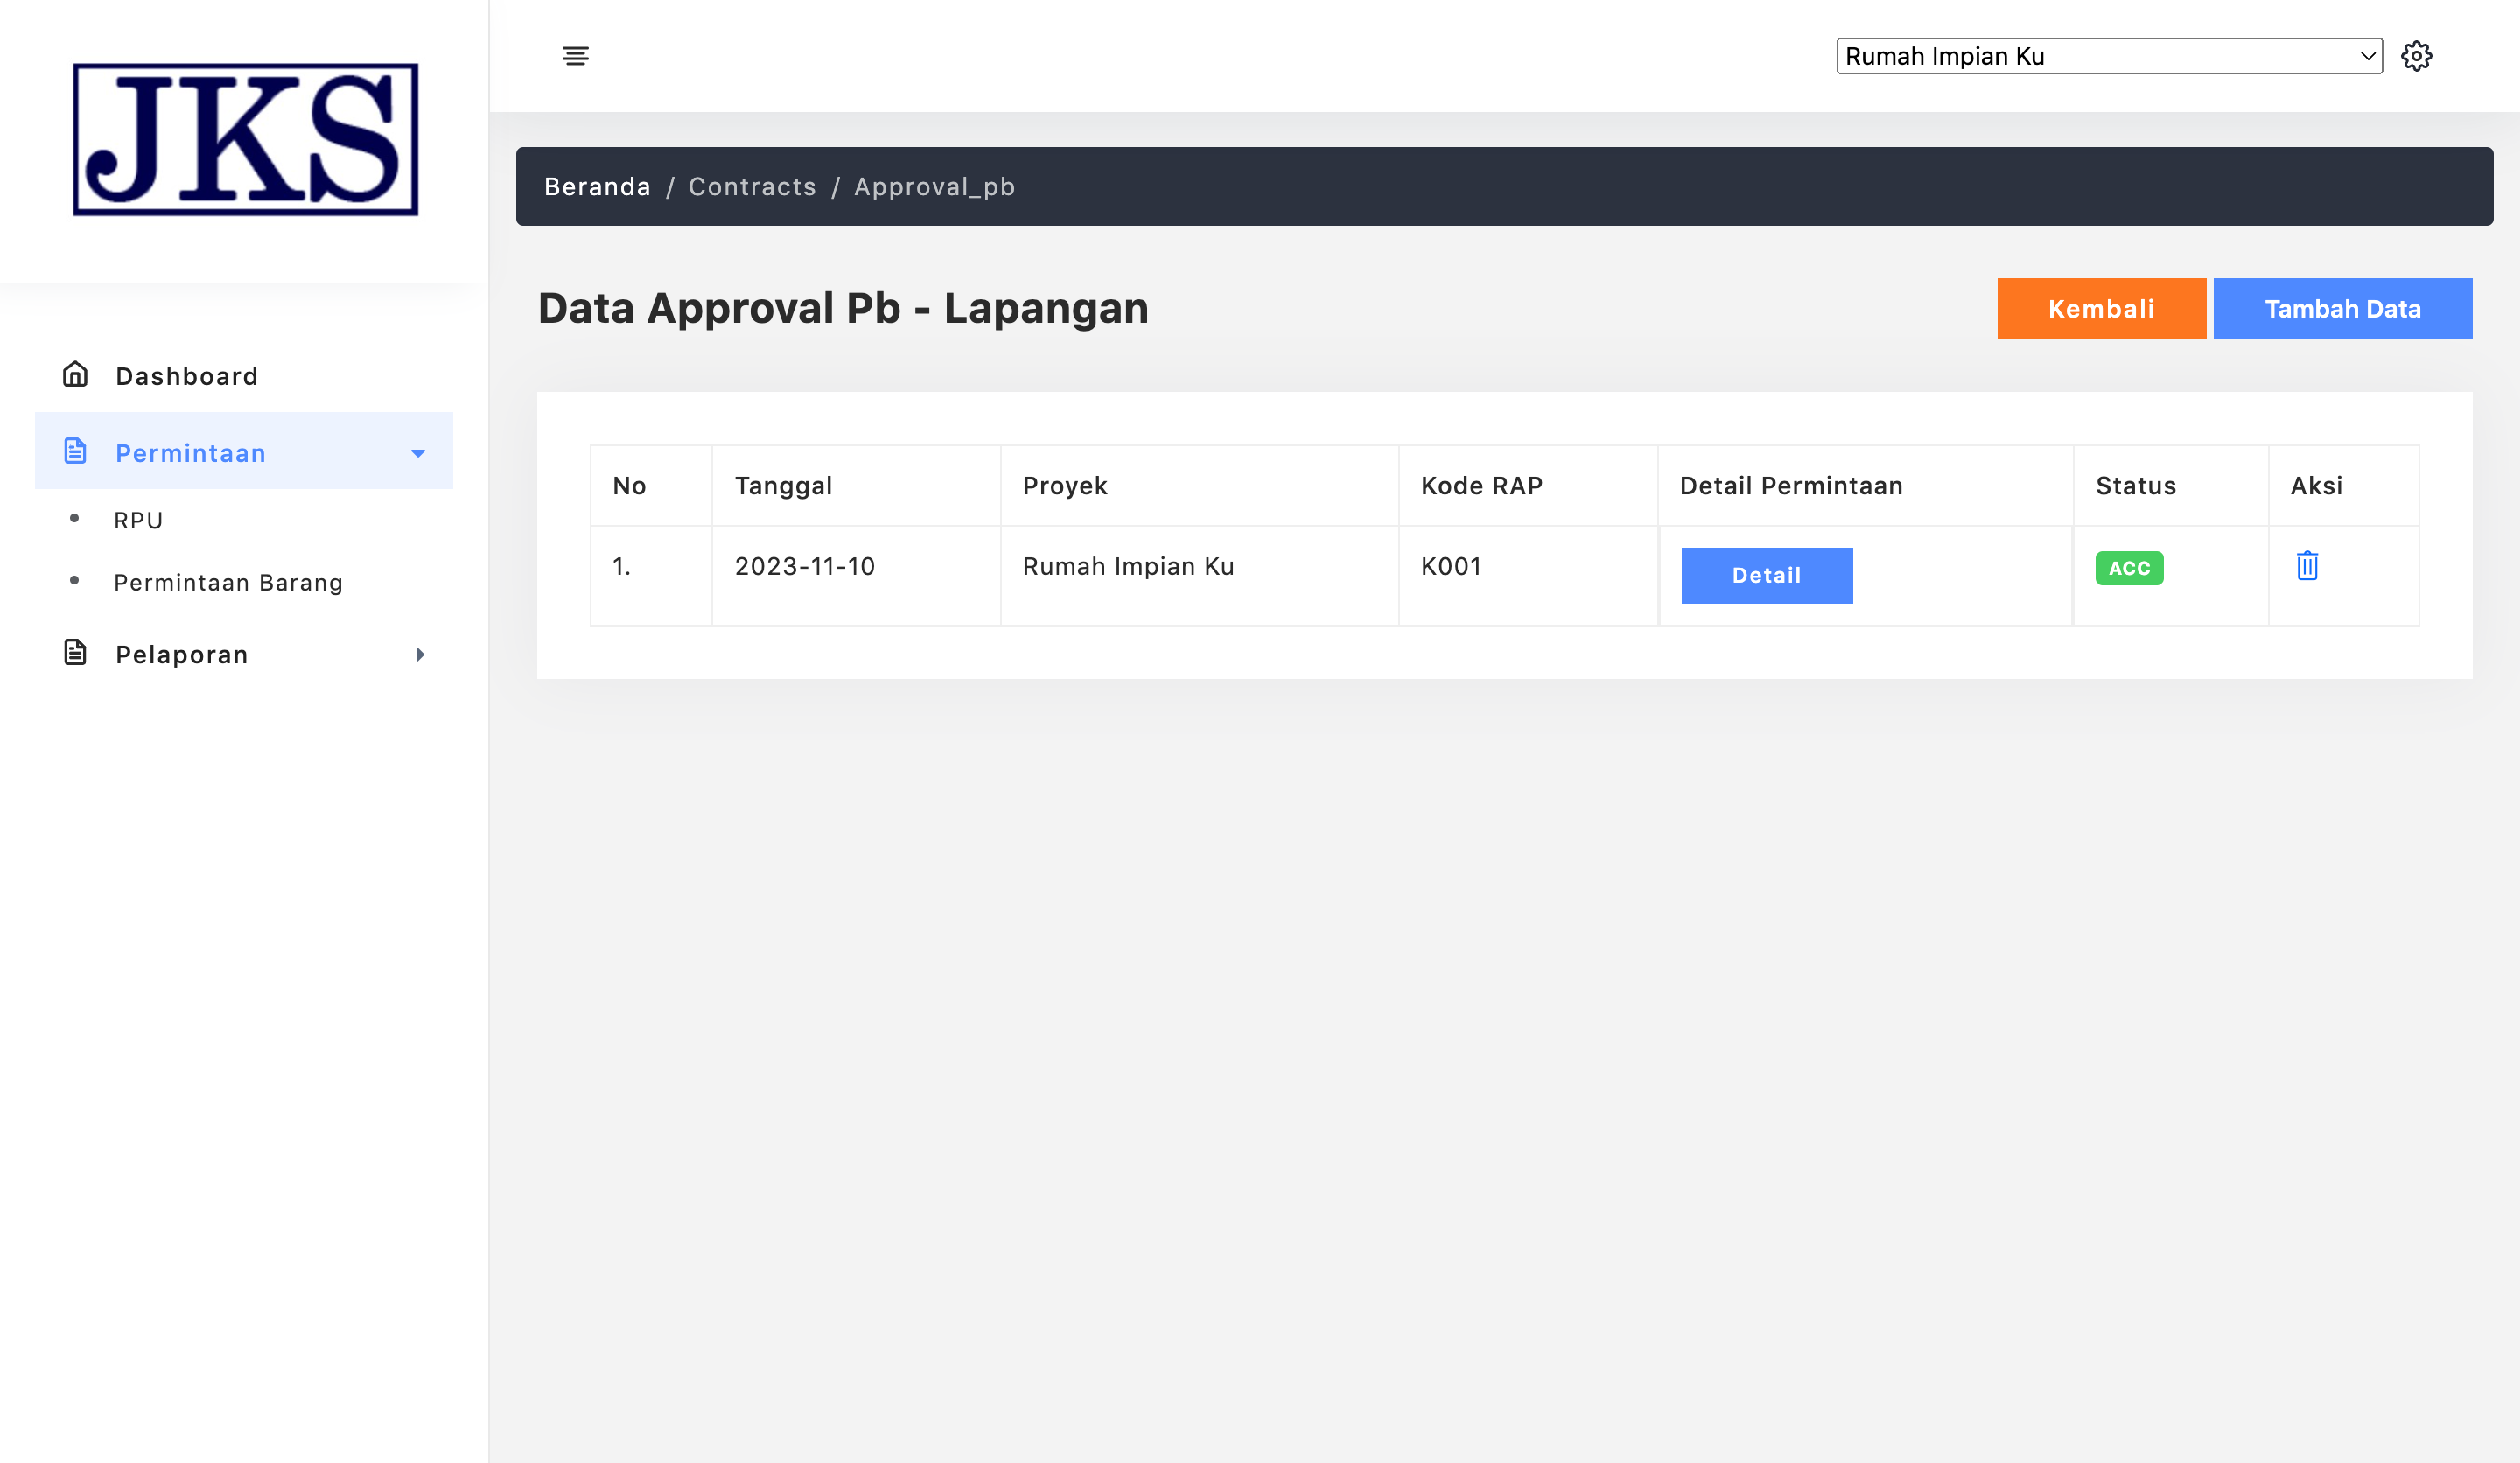 JKS
Rumah Impian Ku
Beranda / Contracts / Approval_pb
Data Approval Pb - Lapangan
Kembali
Tambah Data
Dashboard
Permintaan
RPU
Permintaan Barang
Pelaporan
No Tanggal Proyek Kode RAP Detail Permintaan Status Aksi
1. 2023-11-10 Rumah Impian Ku K001 Detail ACC